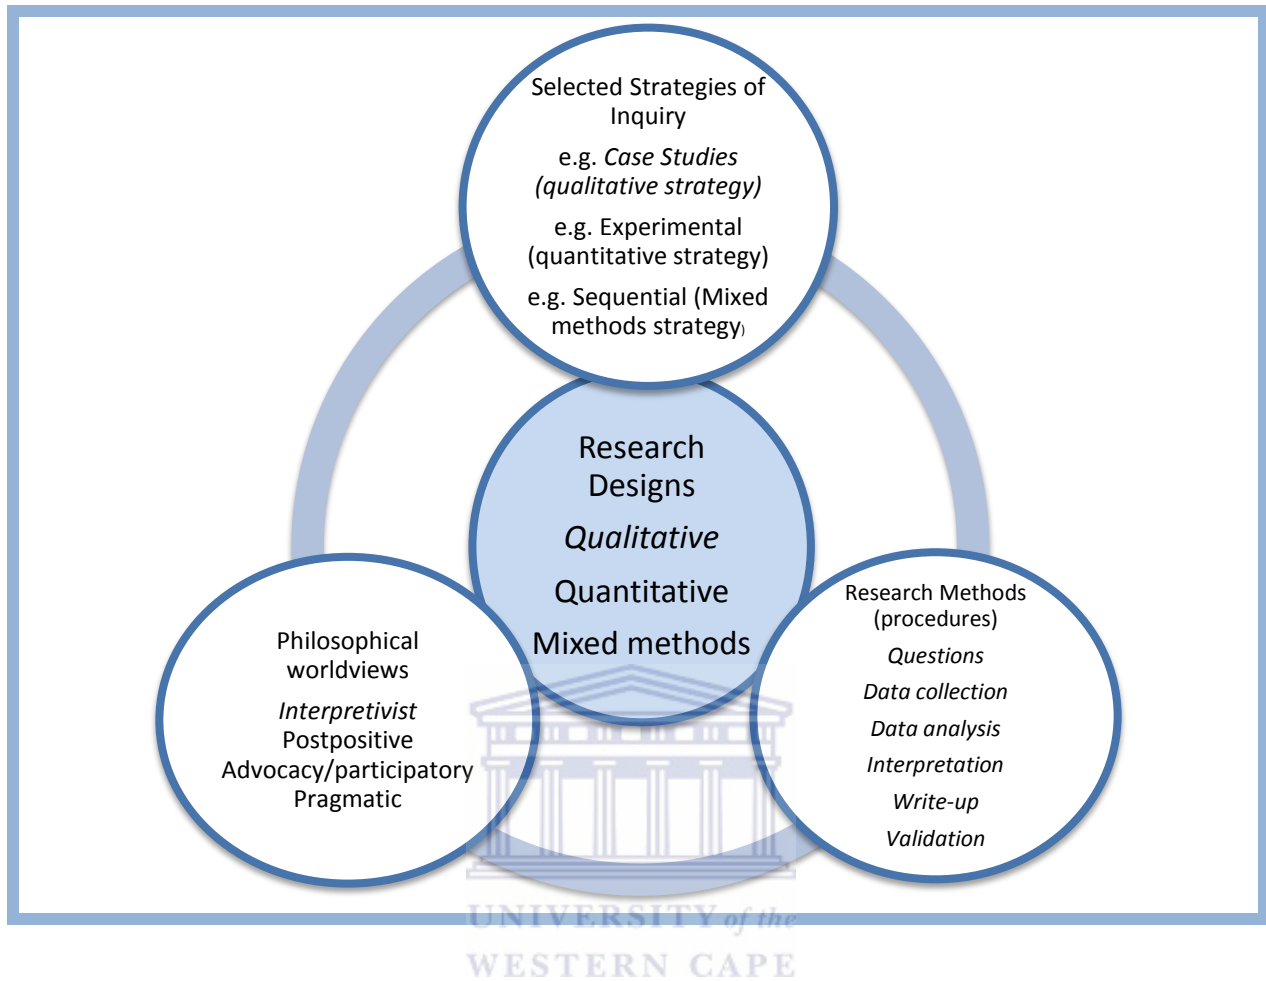 Selected Strategies of
Inquiry
e.g. Case Studies
(qualitative strategy)
e.g. Experimental
(quantitative strategy)
e.g. Sequential (Mixed
methods strategy)
Research
Designs
Qualitative
Quantitative
Mixed methods
Philosophical
worldviews
Interpretivist
Postpositive
Advocacy/participatory
Pragmatic
Research Methods
(procedures)
Questions
Data collection
Data analysis
Interpretation
Write-up
Validation
UNIVERSITY of the
WESTERN CAPE